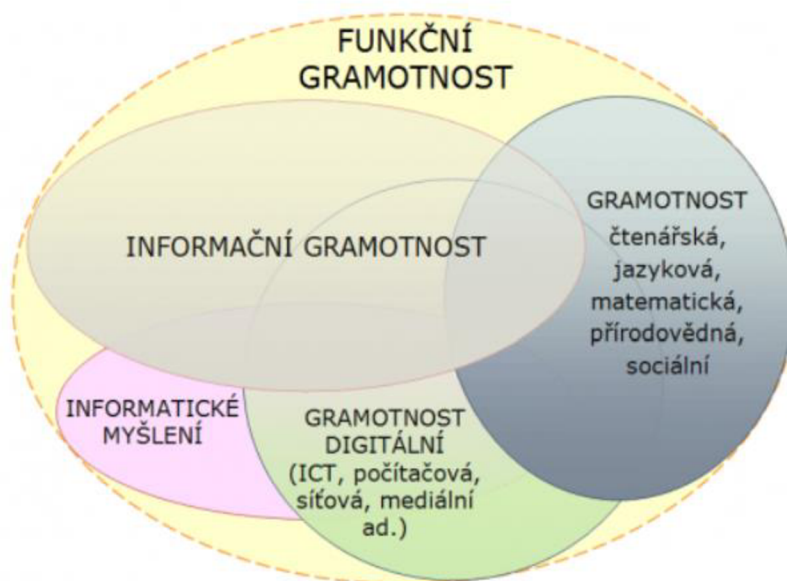 FUNKČNÍ
GRAMOTNOST
INFORMAČNÍ GRAMOTNOST
GRAMOTNOST
čtenářská,
jazyková,
matematická,
přírodovědná,
sociální
INFORMATICKÉ
MYŠLENÍ
GRAMOTNOST
DIGITÁLNÍ
(ICT, počítačová,
síťová, mediální
ad.)